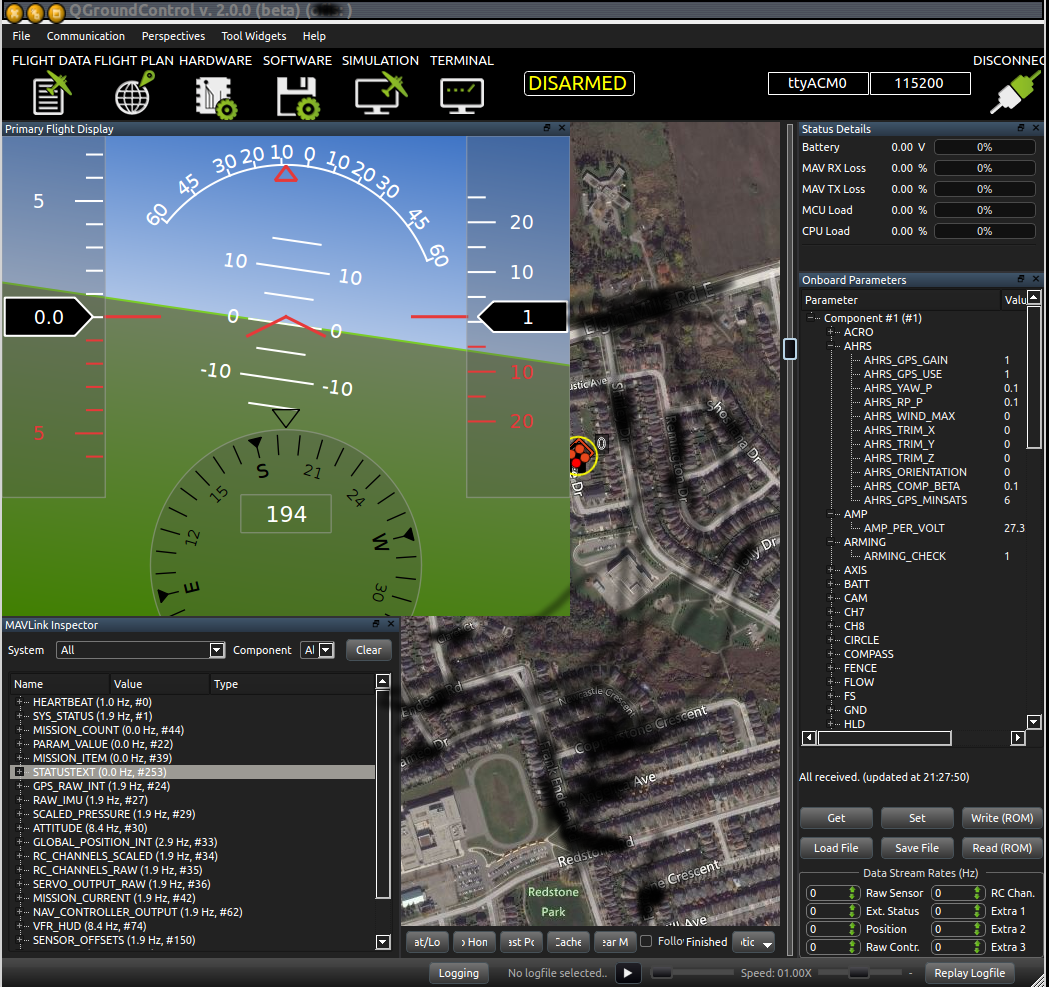 QGroundControl v. 2.0.0 (beta)
File Communication Perspectives Tool Widgets Help
FLIGHT DATA FLIGHT PLAN HARDWARE SOFTWARE SIMULATION TERMINAL
DISARMED
ttyACM0 115200
DISCONNEC
Primary Flight Display
60 45 30 20 10 0 10 20 30 45 60
5
0.0
5
20
10
1
10
20
10 10
0 0
-10 -10
E 12 15 S 21 24 W 30
194
Rd E
Dr
Status Details
Battery 0.00 V 0%
MAV RX Loss 0.00 % 0%
MAV TX Loss 0.00 % 0%
MCU Load 0.00 % 0%
CPU Load 0.00 % 0%
Onboard Parameters
Parameter Valu
Component #1 (#1)
ACRO
AHRS
AHRS_GPS_GAIN 1
AHRS_GPS_USE 1
AHRS_YAW_P 0.1
AHRS_RP_P 0.1
AHRS_WIND_MAX 0
AHRS_TRIM_X 0
AHRS_TRIM_Y 0
AHRS_TRIM_Z 0
AHRS_ORIENTATION 0
AHRS_COMP_BETA 0.1
AHRS_GPS_MINSATS 6
AMP
AMP_PER_VOLT 27.3
ARMING
ARMING_CHECK 1
AXIS
BATT
CAM
CH7
CH8
CIRCLE
COMPASS
FENCE
FLOW
FS
GND
HLD
All received. (updated at 21:27:50)
Get Set Write (ROM)
Load File Save File Read (ROM)
Data Stream Rates (Hz)
0 Raw Sensor 0 RC Chan.
0 Ext. Status 0 Extra 1
0 Position 0 Extra 2
0 Raw Contr. 0 Extra 3
MAVLink Inspector
System All Component Al Clear
Name Value Type
HEARTBEAT (1.0 Hz, #0)
SYS_STATUS (1.9 Hz, #1)
MISSION_COUNT (0.0 Hz, #44)
PARAM_VALUE (0.0 Hz, #22)
MISSION_ITEM (0.0 Hz, #39)
STATUSTEXT (0.0 Hz, #253)
GPS_RAW_INT (1.9 Hz, #24)
RAW_IMU (1.9 Hz, #27)
SCALED_PRESSURE (1.9 Hz, #29)
ATTITUDE (8.4 Hz, #30)
GLOBAL_POSITION_INT (2.9 Hz, #33)
RC_CHANNELS_SCALED (1.9 Hz, #34)
RC_CHANNELS_RAW (1.9 Hz, #35)
SERVO_OUTPUT_RAW (1.9 Hz, #36)
MISSION_CURRENT (1.9 Hz, #42)
NAV_CONTROLLER_OUTPUT (1.9 Hz, #62)
VFR_HUD (8.4 Hz, #74)
SENSOR_OFFSETS (1.9 Hz, #150)
Crescent
Ave
Crescent
Redstone
Park
at/Lo Hon ast Po Cache ear M Follo Finished
Logging No logfile selected.. Speed: 01.00X - Replay Logfile